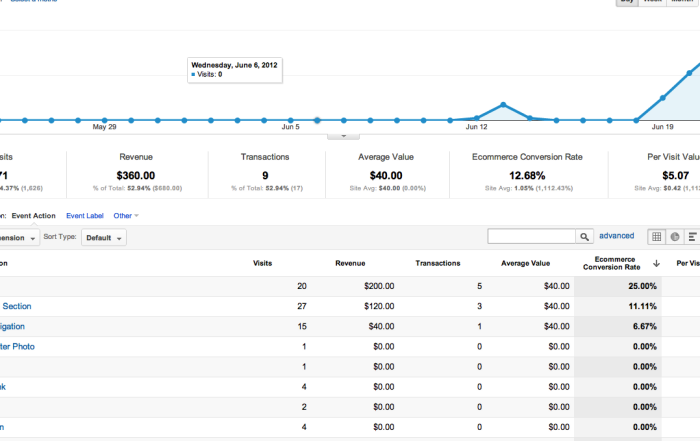 Day Week Month
Wednesday, June 6, 2012
Visits: 0
May 29 Jun 5 Jun 12 Jun 19
sits Revenue Transactions Average Value Ecommerce Conversion Rate Per Visit Valu
71 $360.00 9 $40.00 12.68% $5.07
4.37% (1,626) % of Total: 52.94% ($680.00) % of Total: 52.94% (17) Site Avg: $40.00 (0.00%) Site Avg: 1.05% (1,112.43%) Site Avg: $0.42 (1,11
n: Event Action Event Label Other
ension Sort Type: Default advanced
on Visits Revenue Transactions Average Value Ecommerce Conversion Rate Per Vis
20 $200.00 5 $40.00 25.00%
Section 27 $120.00 3 $40.00 11.11%
igation 15 $40.00 1 $40.00 6.67%
ter Photo 1 $0.00 0 $0.00 0.00%
1 $0.00 0 $0.00 0.00%
nk 4 $0.00 0 $0.00 0.00%
2 $0.00 0 $0.00 0.00%
n 4 $0.00 0 $0.00 0.00%